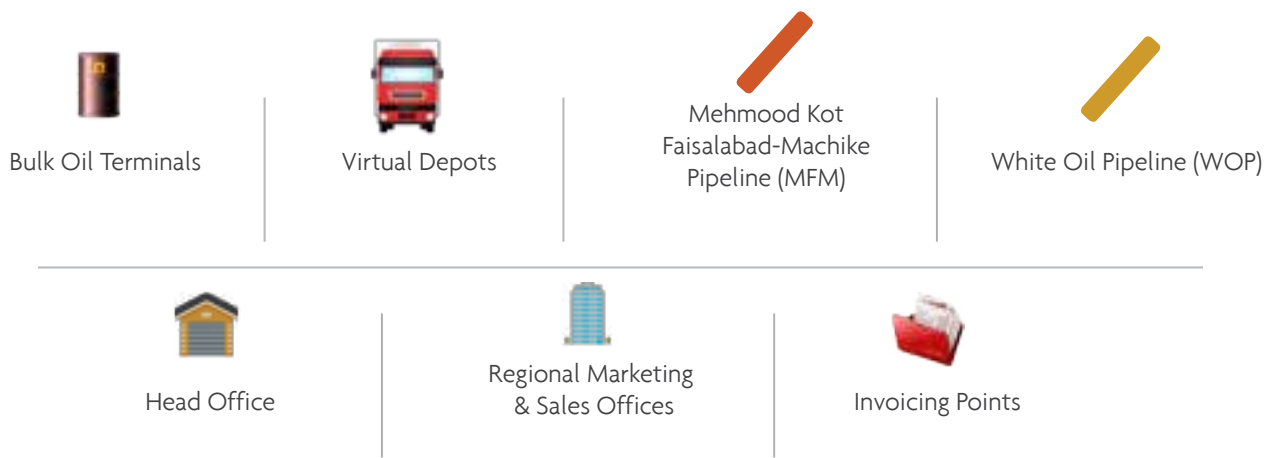 Bulk Oil Terminals
Virtual Depots
Mehmood Kot
Faisalabad-Machike
Pipeline (MFM)
White Oil Pipeline (WOP)
Head Office
Regional Marketing
& Sales Offices
Invoicing Points